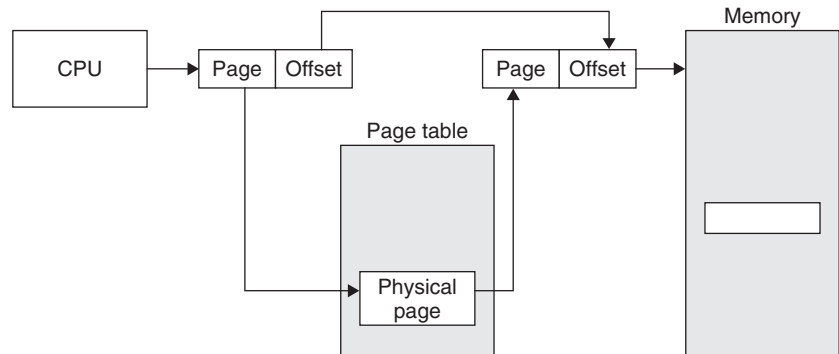 Memory
CPU
Page Offset
Page Offset
Page table
Physical
page